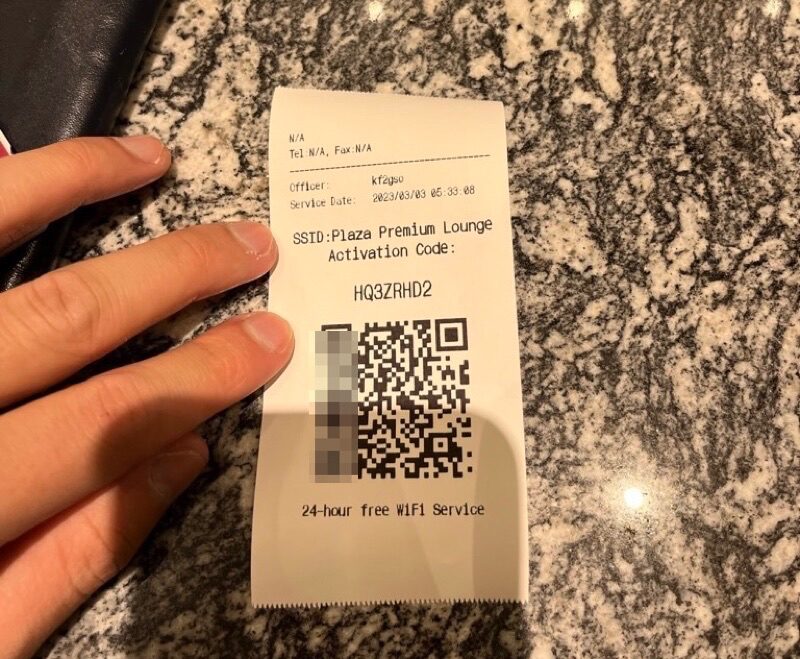 N/A
Tel:N/A, Fax:N/A
Officer: kf2gso
Service Date: 2023/03/03 05:33:08
SSID:Plaza Premium Lounge
Activation Code:
HQ3ZRHD2
24-hour free WiFi Service